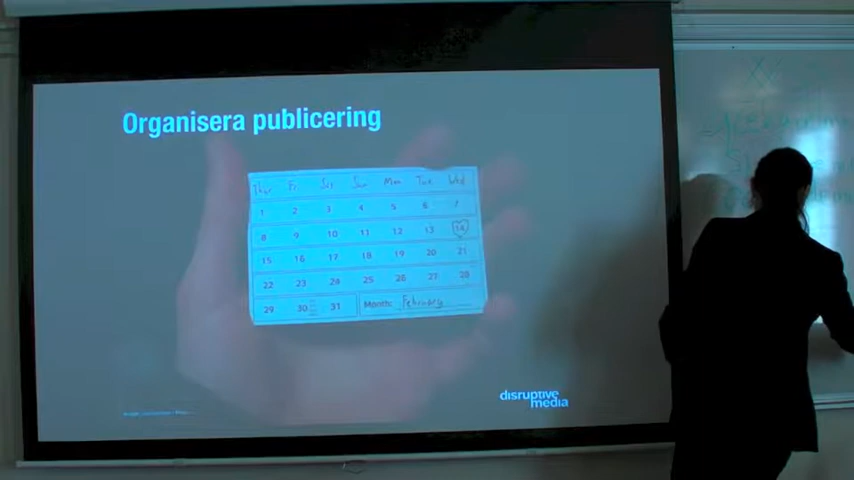 Organisera publicering
Thur Fri Sat Sun Mon Tue Wed
1 2 3 4 5 6 7
8 9 10 11 12 13 14
15 16 17 18 19 20 21
22 23 24 25 26 27 28
29 30 31 Month: February
disruptive
media